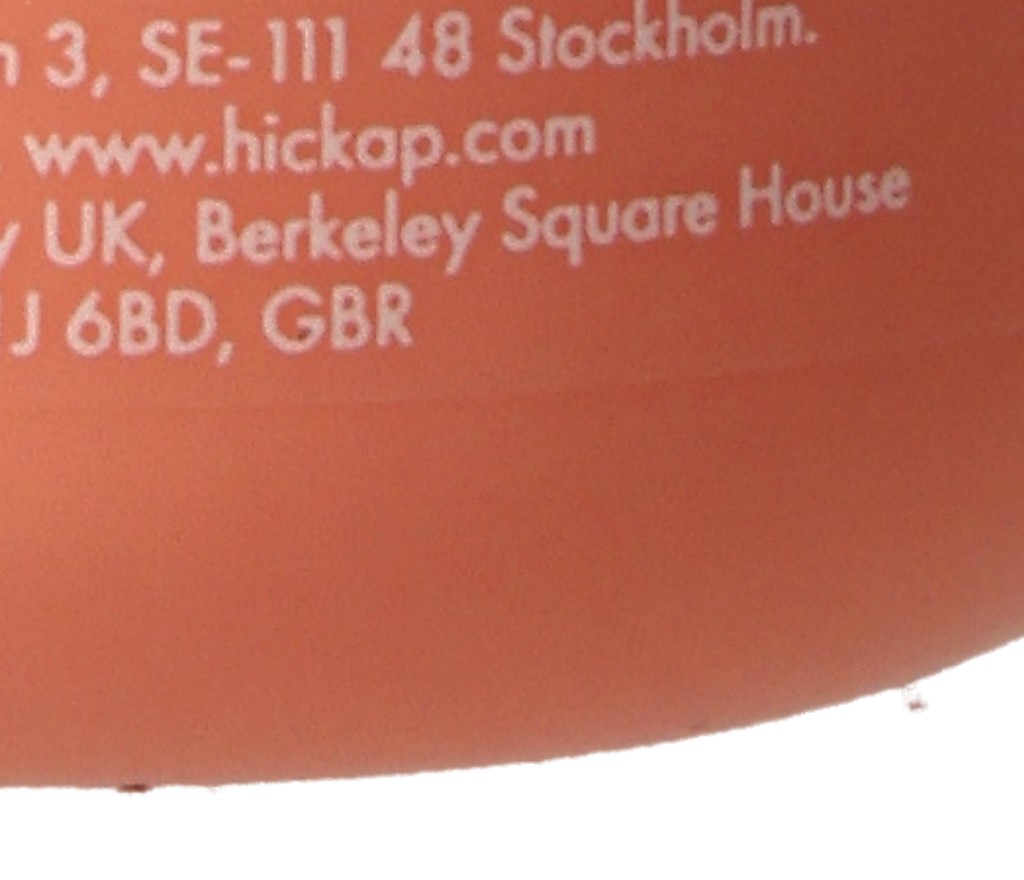 3, SE-111 48 Stockholm.
www.hickap.com
UK, Berkeley Square House
6BD, GBR